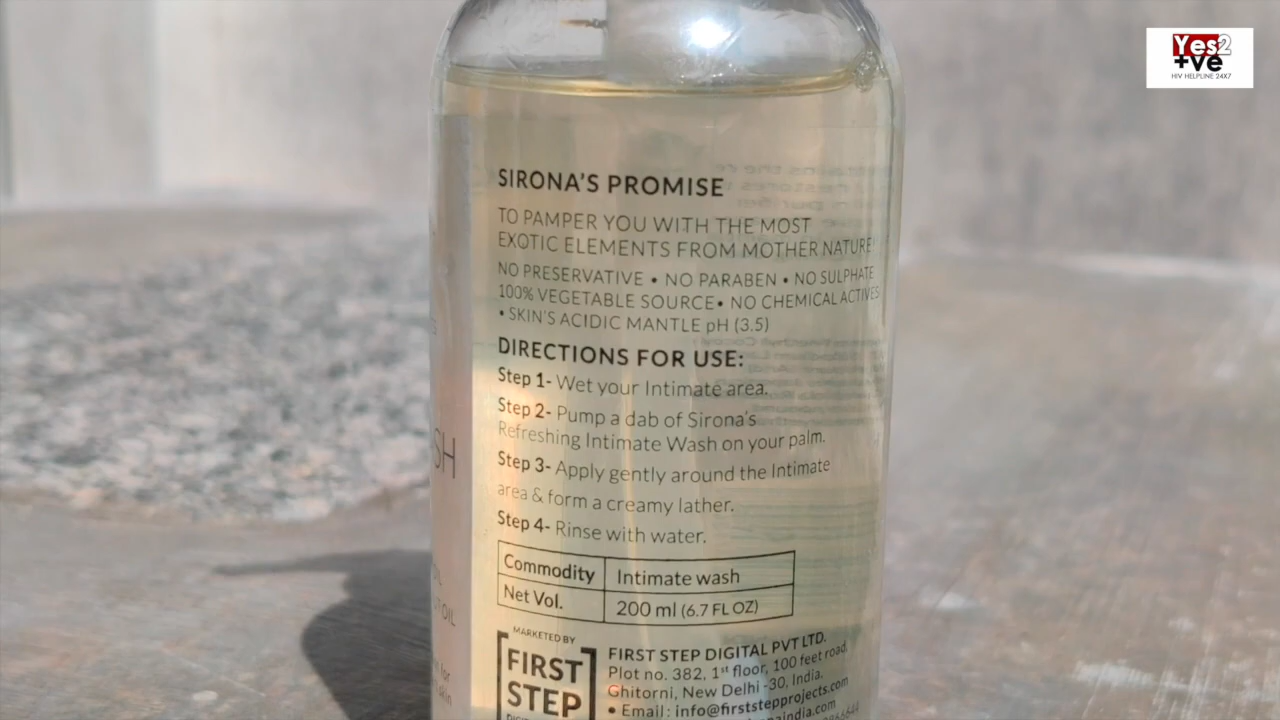 Yes2
+ve
HIV HELPLINE 24X7
SIRONA'S PROMISE
TO PAMPER YOU WITH THE MOST
EXOTIC ELEMENTS FROM MOTHER NATURE!
NO PRESERVATIVE • NO PARABEN • NO SULPHATE
100% VEGETABLE SOURCE • NO CHEMICAL ACTIVES
• SKIN'S ACIDIC MANTLE pH (3.5)
DIRECTIONS FOR USE:
Step 1- Wet your Intimate area.
Step 2- Pump a dab of Sirona's
Refreshing Intimate Wash on your palm.
Step 3- Apply gently around the Intimate
area & form a creamy lather.
Step 4- Rinse with water.
Commodity Intimate wash
Net Vol. 200 ml (6.7 FL OZ)
MARKETED BY
FIRST
STEP
FIRST STEP DIGITAL PVT LTD.
Plot no. 382, 1st floor, 100 feet road,
Ghitorni, New Delhi -30, India.
• Email : info@firststepprojects.com
SH
OIL
for
skin